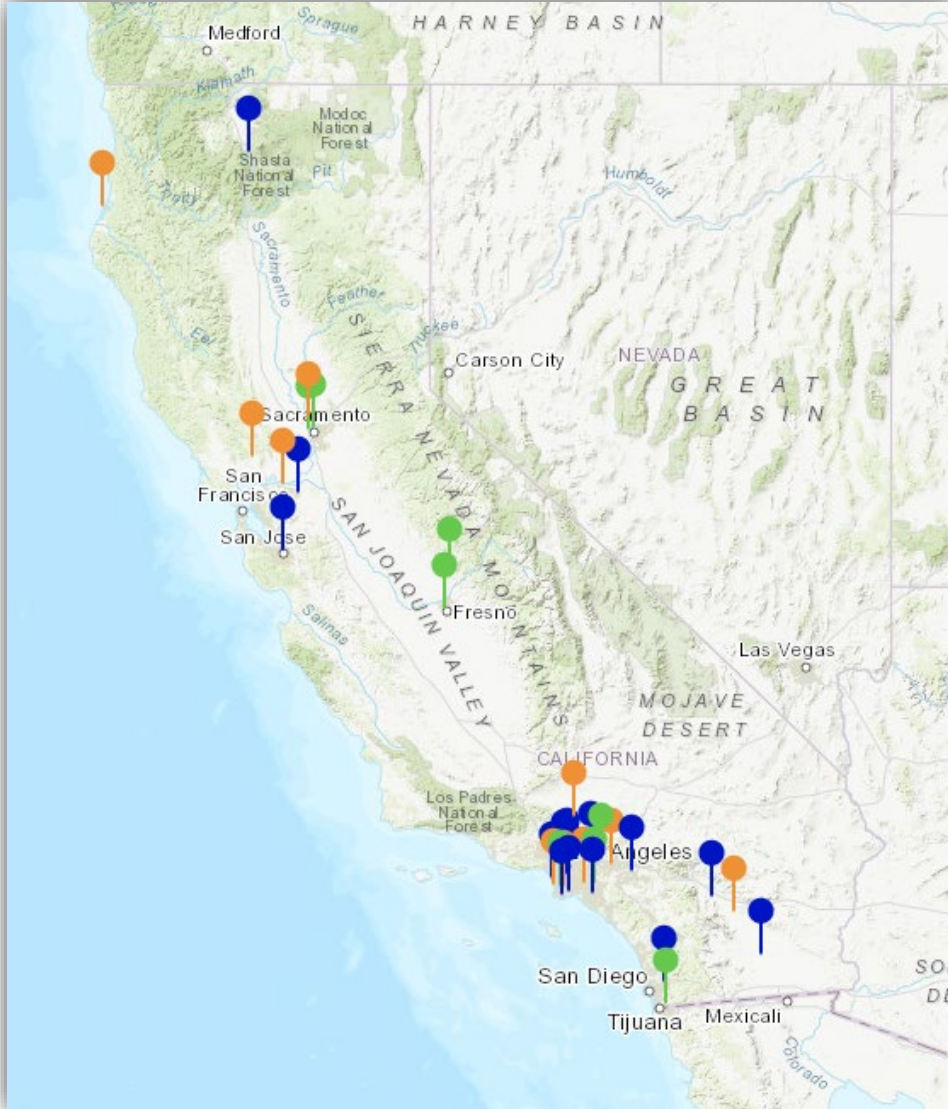 Sprague
HARNEY BASIN
Medford
Klamath
Modoc
National
Forest
Shasta
National
Forest
Pit
Trinity
Humboldt
Sacramento
Feather
Truckee
Eel
SIERRA NEVADA MOUNTAINS
Carson City
NEVADA
GREAT
BASIN
Sacramento
San
Francisco
San Jose
SAN JOAQUIN VALLEY
Fresno
Salinas
Las Vegas
MOJAVE
DESERT
CALIFORNIA
Los Padres
National
Forest
Angeles
San Diego
Tijuana
Mexicali
Colorado
SO